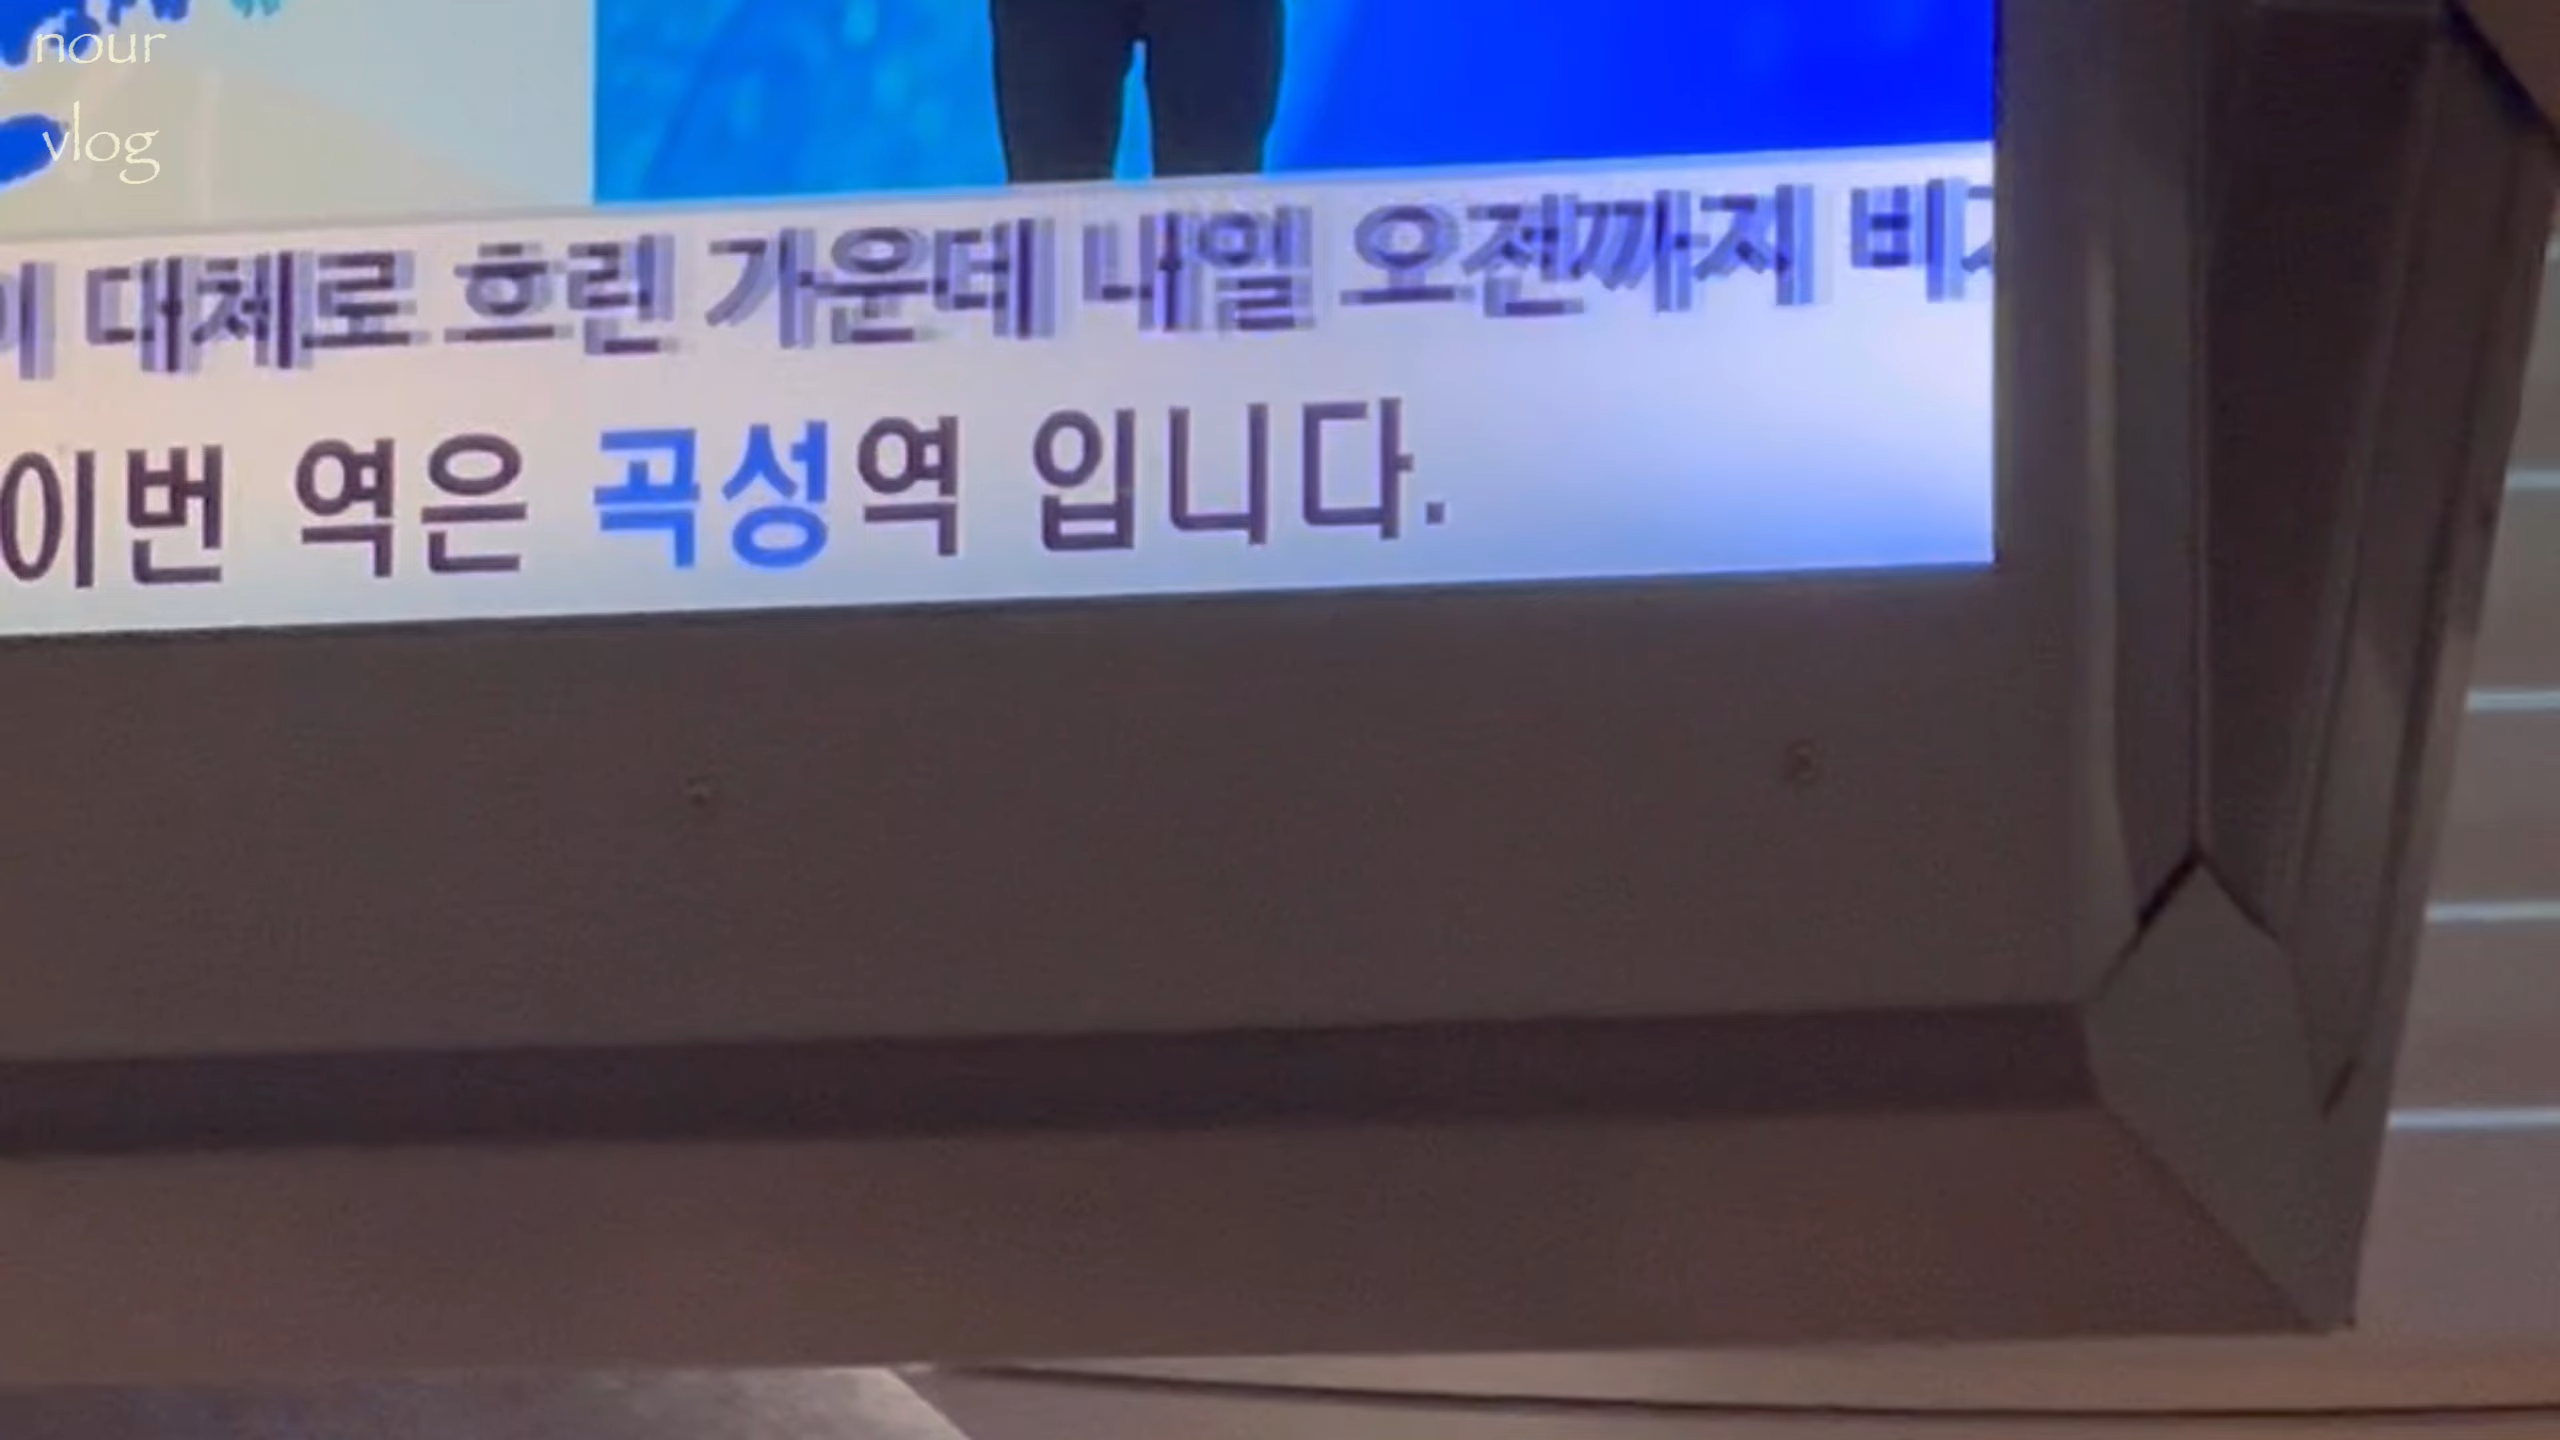 nour
vlog
대체로 흐린 가운데 내일 오전까지
이번 역은 곡성역 입니다.